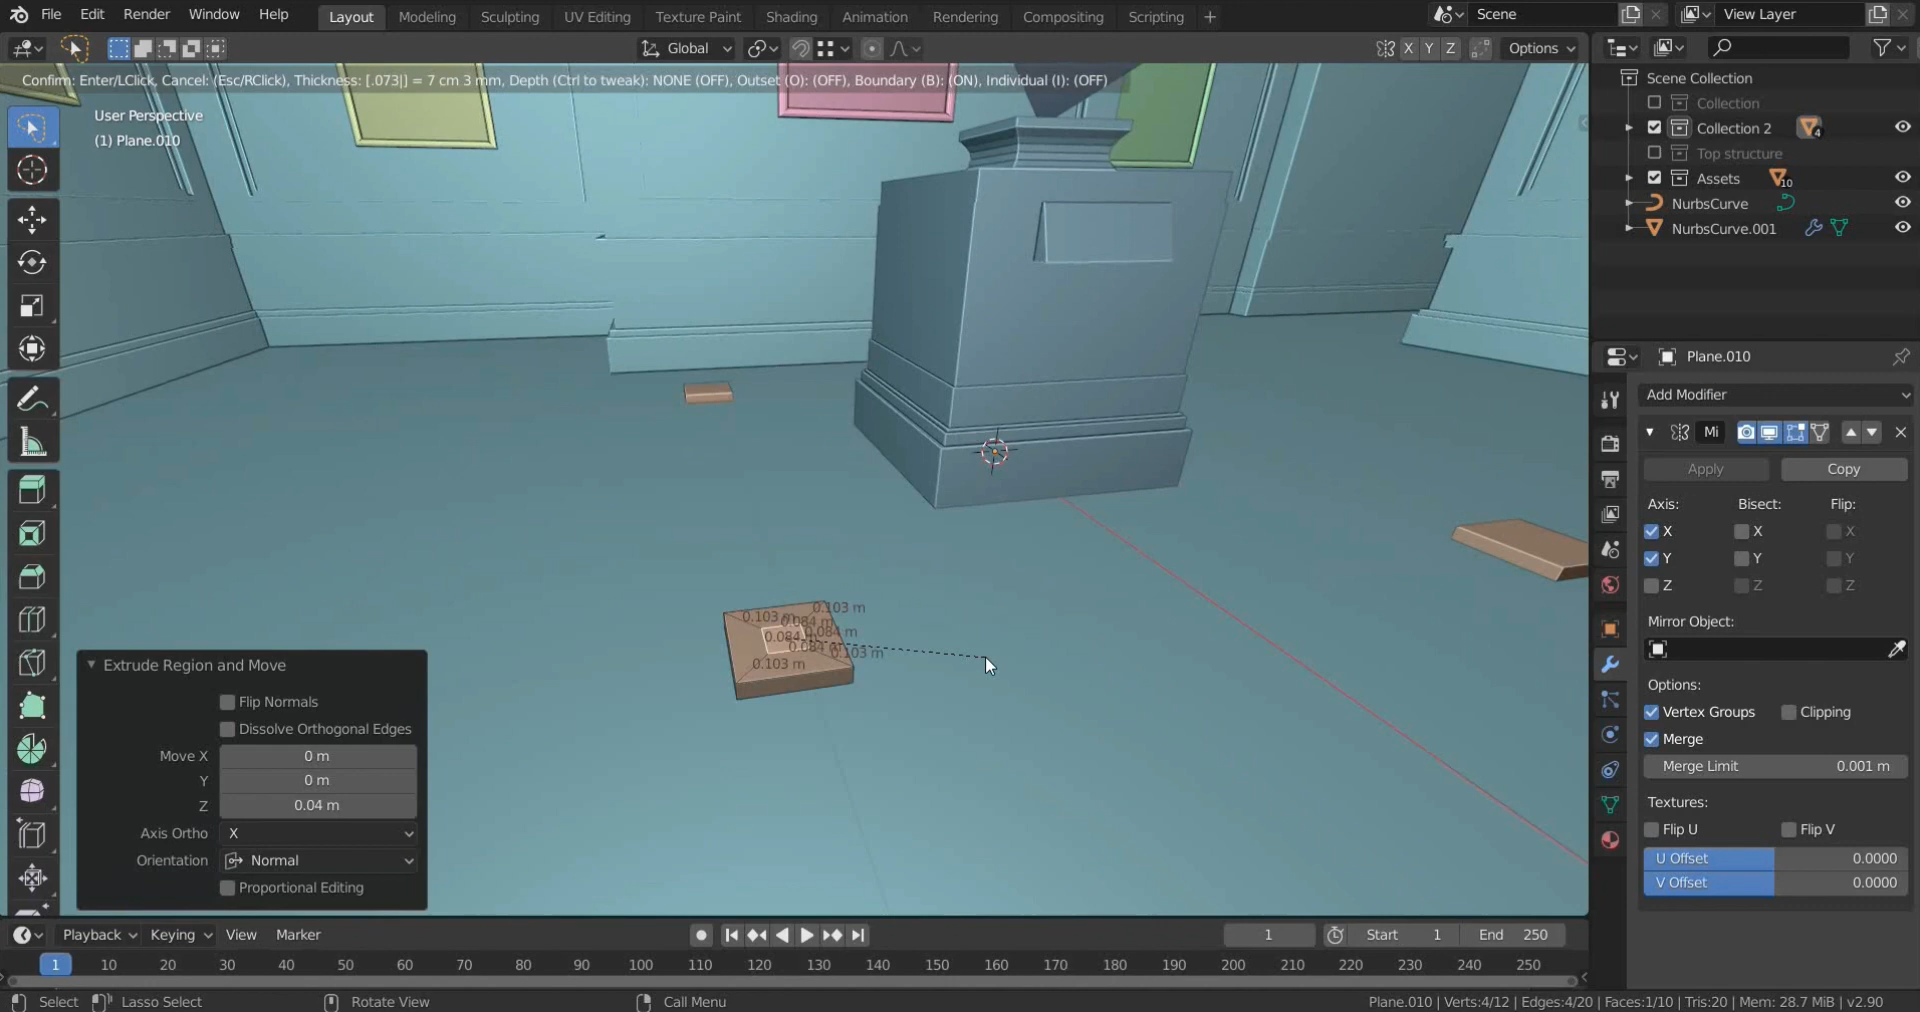 File Edit Render Window Help Layout Modeling Sculpting UV Editing Texture Paint Shading Animation Rendering Compositing Scripting + Scene View Layer
Global X Y Z Options
Confirm: Enter/LClick, Cancel: (Esc/RClick), Thickness: [.073|] = 7 cm 3 mm, Depth (Ctrl to tweak): NONE (OFF), Outset (O): (OFF), Boundary (B): (ON), Individual (I): (OFF)
User Perspective
(1) Plane.010
Scene Collection
Collection
Collection 2 4
Top structure
Assets 10
NurbsCurve
NurbsCurve.001
Plane.010
Add Modifier
Mi
Apply Copy
Axis: Bisect: Flip:
X X X
Y Y Y
Z Z Z
Mirror Object:
Options:
Vertex Groups Clipping
Merge
Merge Limit 0.001 m
Textures:
Flip U Flip V
U Offset 0.0000
V Offset 0.0000
0.103 m
0.103 m
0.084 m
0.084 m
0.084
0.084 m
0.103 m
0.103 m
Extrude Region and Move
Flip Normals
Dissolve Orthogonal Edges
Move X 0 m
Y 0 m
Z 0.04 m
Axis Ortho X
Orientation Normal
Proportional Editing
Playback Keying View Marker 1 Start 1 End 250
1 10 20 30 40 50 60 70 80 90 100 110 120 130 140 150 160 170 180 190 200 210 220 230 240 250
Select Lasso Select Rotate View Call Menu Plane.010 | Verts:4/12 | Edges:4/20 | Faces:1/10 | Tris:20 | Mem: 28.7 MiB | v2.90